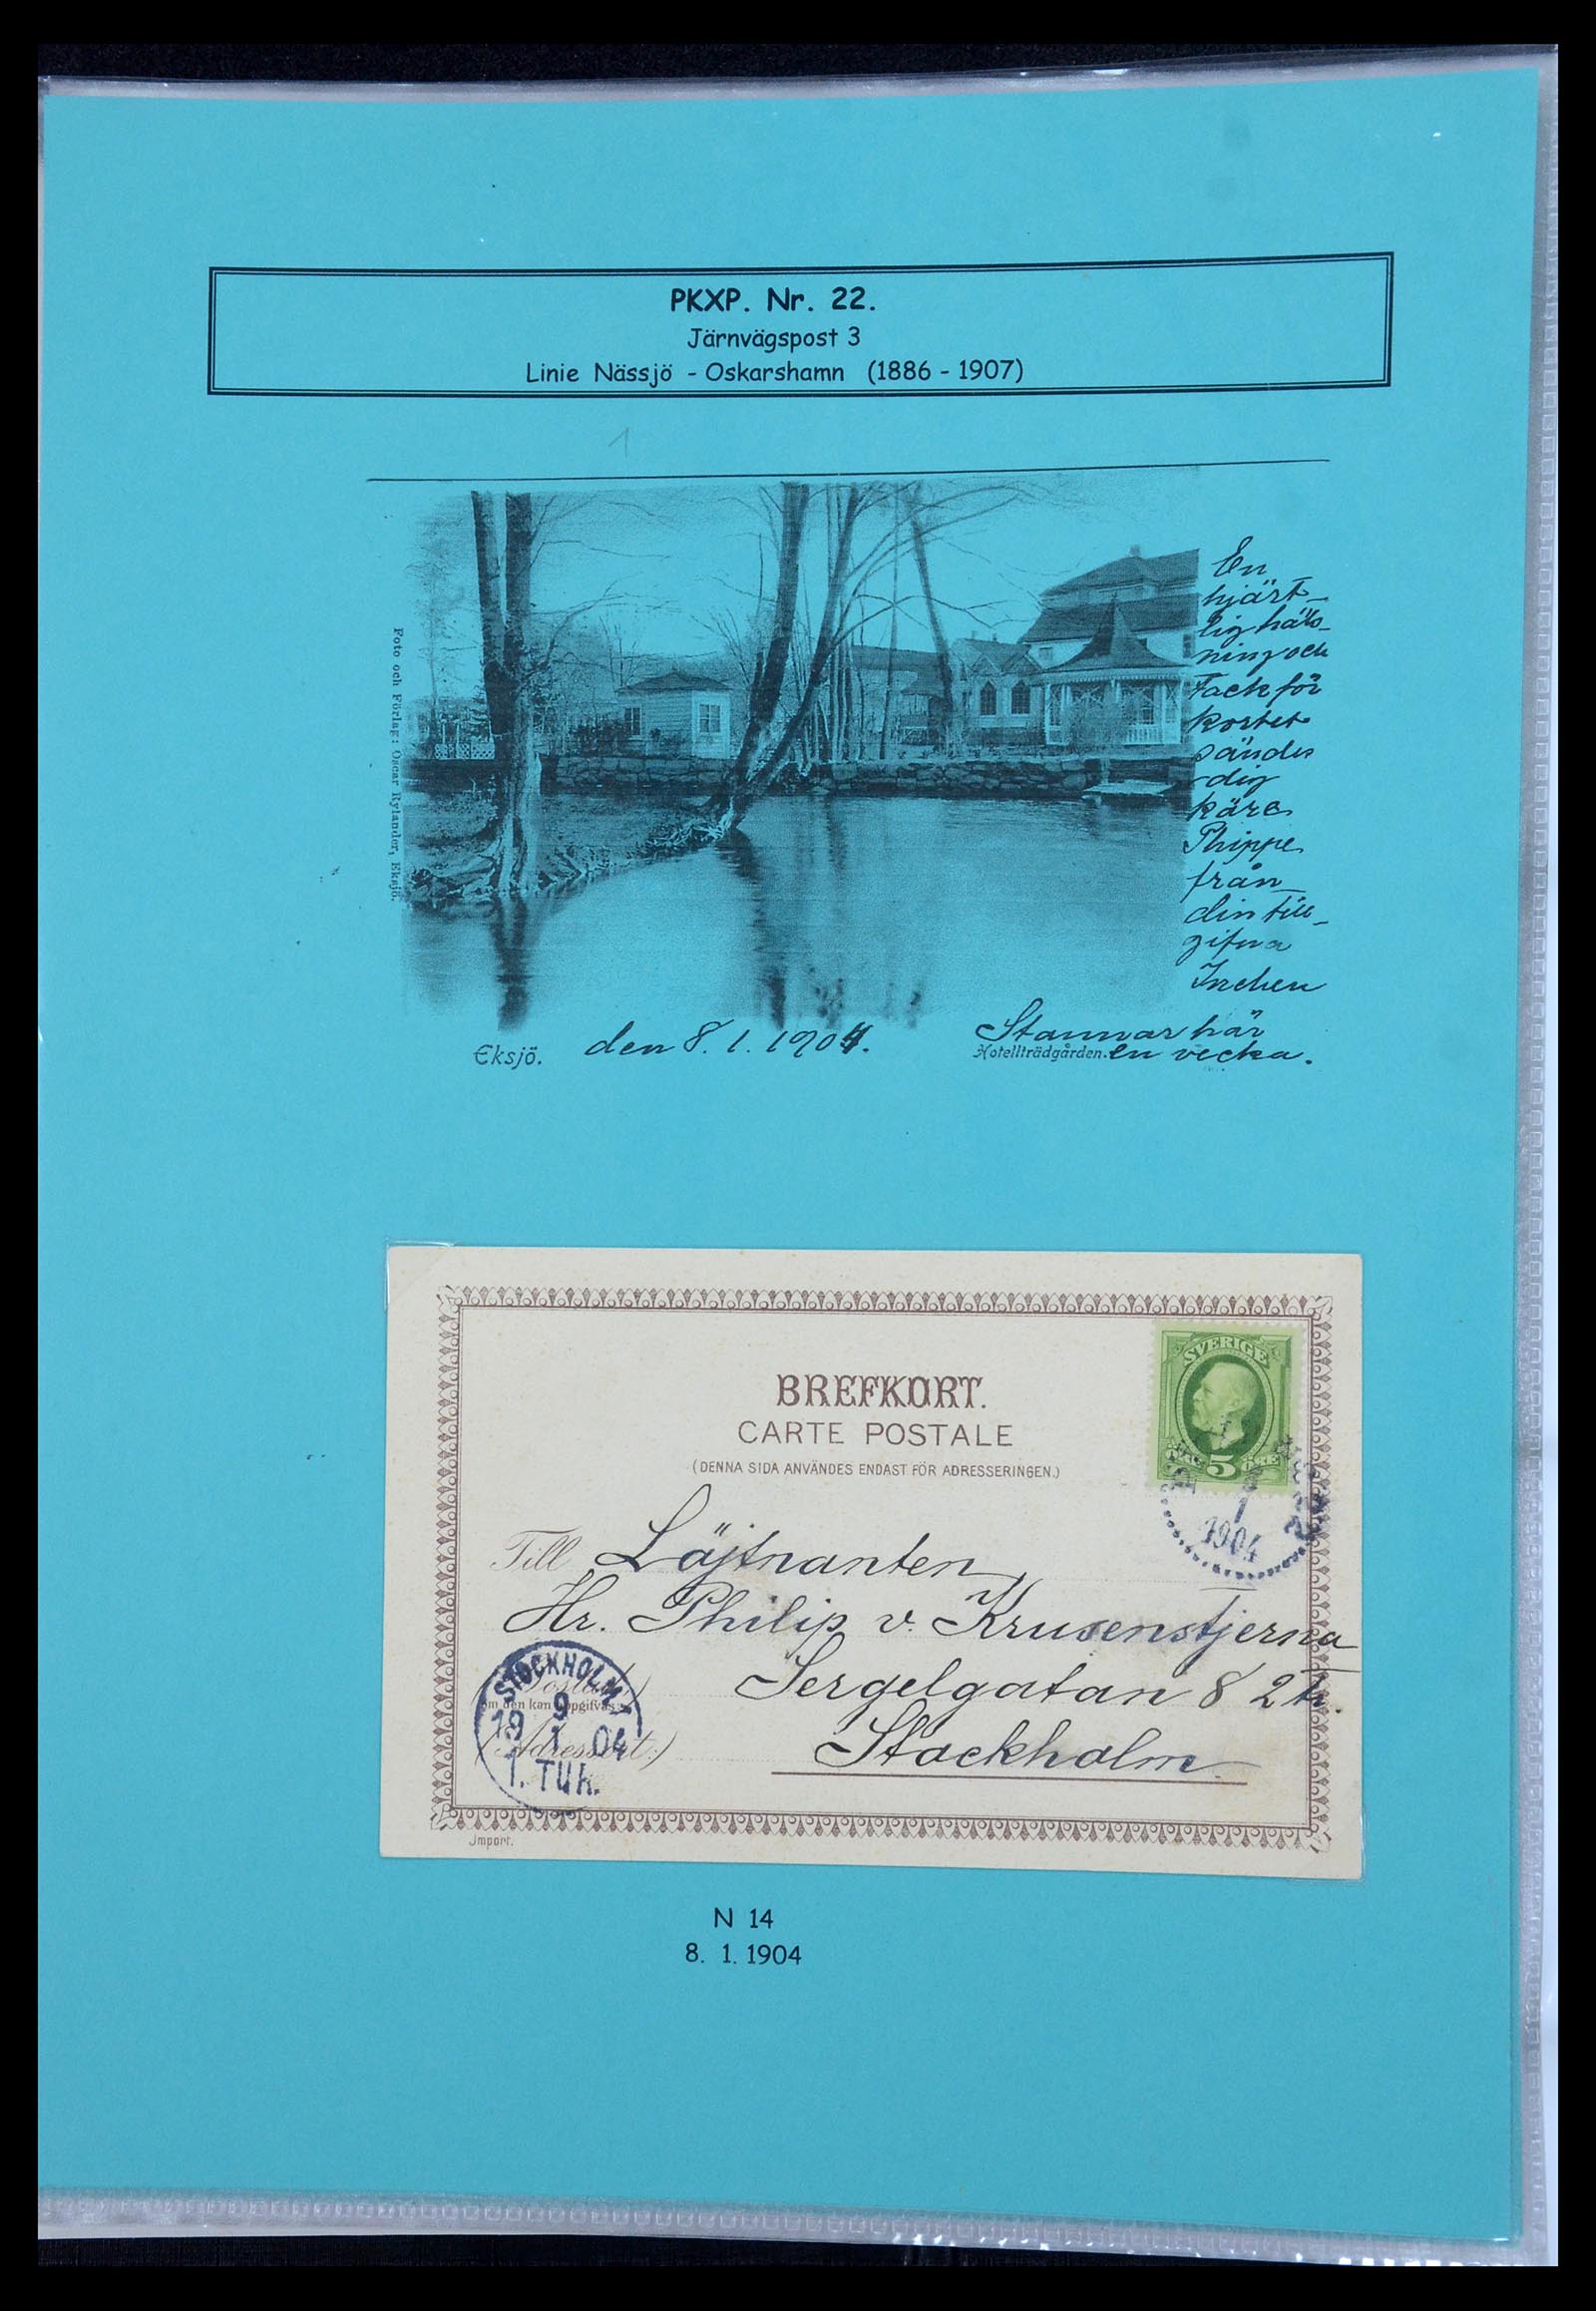 PKXP. Nr. 22.
Järnvägspost 3
Linie Nässjö - Oskarshamn (1886 - 1907)
1
Foto och Förlag: Oscar Rylander, Eksjö.
En
hjärt-
lig häls-
ning och
Tack för
kortet
sändes
dig
käre
Phippe
från
din till-
gifna
Inchen
Eksjö.
den 8. 1. 1904.
Stannar här
Hotellträdgården.
en vecka.
SVERIGE
ÖRE 5 ÖRE
BREFKORT.
CARTE POSTALE
(DENNA SIDA ANVÄNDES ENDAST FÖR ADRESSERINGEN.)
1
1904
Till Löjtnanten
Hr. Philip v. Krusenstjerna
Sergelgatan 8 2 tr.
Stockholm
STOCKHOLM
9
19 1 04
1. TUR.
Import.
N 14
8. 1. 1904